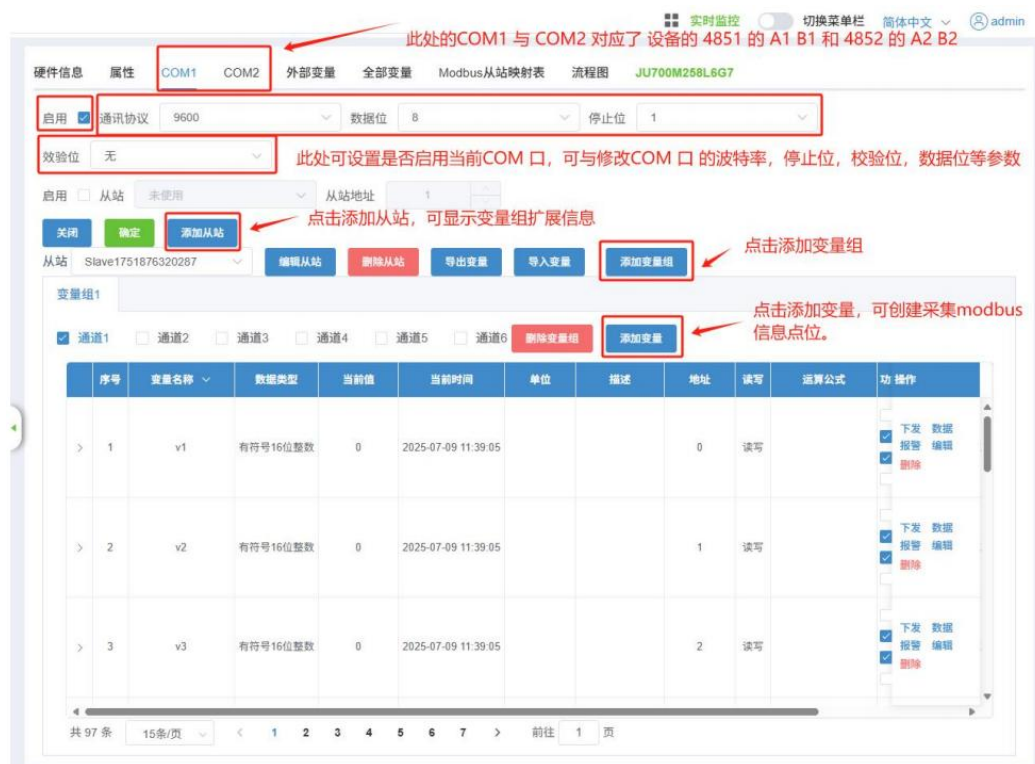 实时监控 切换菜单栏 简体中文 admin
此处的COM1 与 COM2 对应了 设备的 4851 的 A1 B1 和 4852 的 A2 B2
硬件信息 属性 COM1 COM2 外部变量 全部变量 Modbus从站映射表 流程图 JU700M258L6G7
启用 通讯协议 9600 数据位 8 停止位 1
效验位 无
此处可设置是否启用当前COM 口，可与修改COM 口 的波特率，停止位，校验位，数据位等参数
启用 从站 未使用 从站地址 1
点击添加从站，可显示变量组扩展信息
关闭 确定 添加从站
点击添加变量组
从站 Slave1751876320287 编辑从站 删除从站 导出变量 导入变量 添加变量组
变量组1
点击添加变量，可创建采集modbus
信息点位。
通道1 通道2 通道3 通道4 通道5 通道6 删除变量组 添加变量
序号 变量名称 数据类型 当前值 当前时间 单位 描述 地址 读写 运算公式 功 操作
1 v1 有符号16位整数 0 2025-07-09 11:39:05 0 读写
下发 数据
报警 编辑
删除
2 v2 有符号16位整数 0 2025-07-09 11:39:05 1 读写
下发 数据
报警 编辑
删除
3 v3 有符号16位整数 0 2025-07-09 11:39:05 2 读写
下发 数据
报警 编辑
删除
共 97 条 15条/页 1 2 3 4 5 6 7 前往 1 页